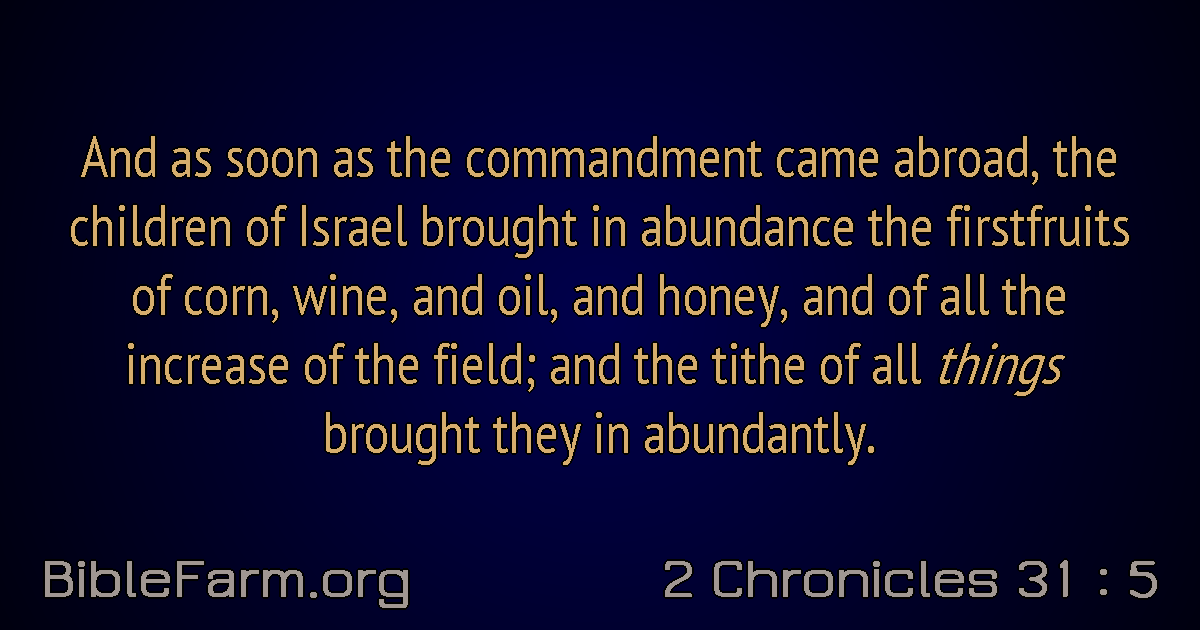 And as soon as the commandment came abroad, the
children of Israel brought in abundance the firstfruits
of corn, wine, and oil, and honey, and of all the
increase of the field; and the tithe of all things
brought they in abundantly.
BibleFarm.org
2 Chronicles 31 : 5